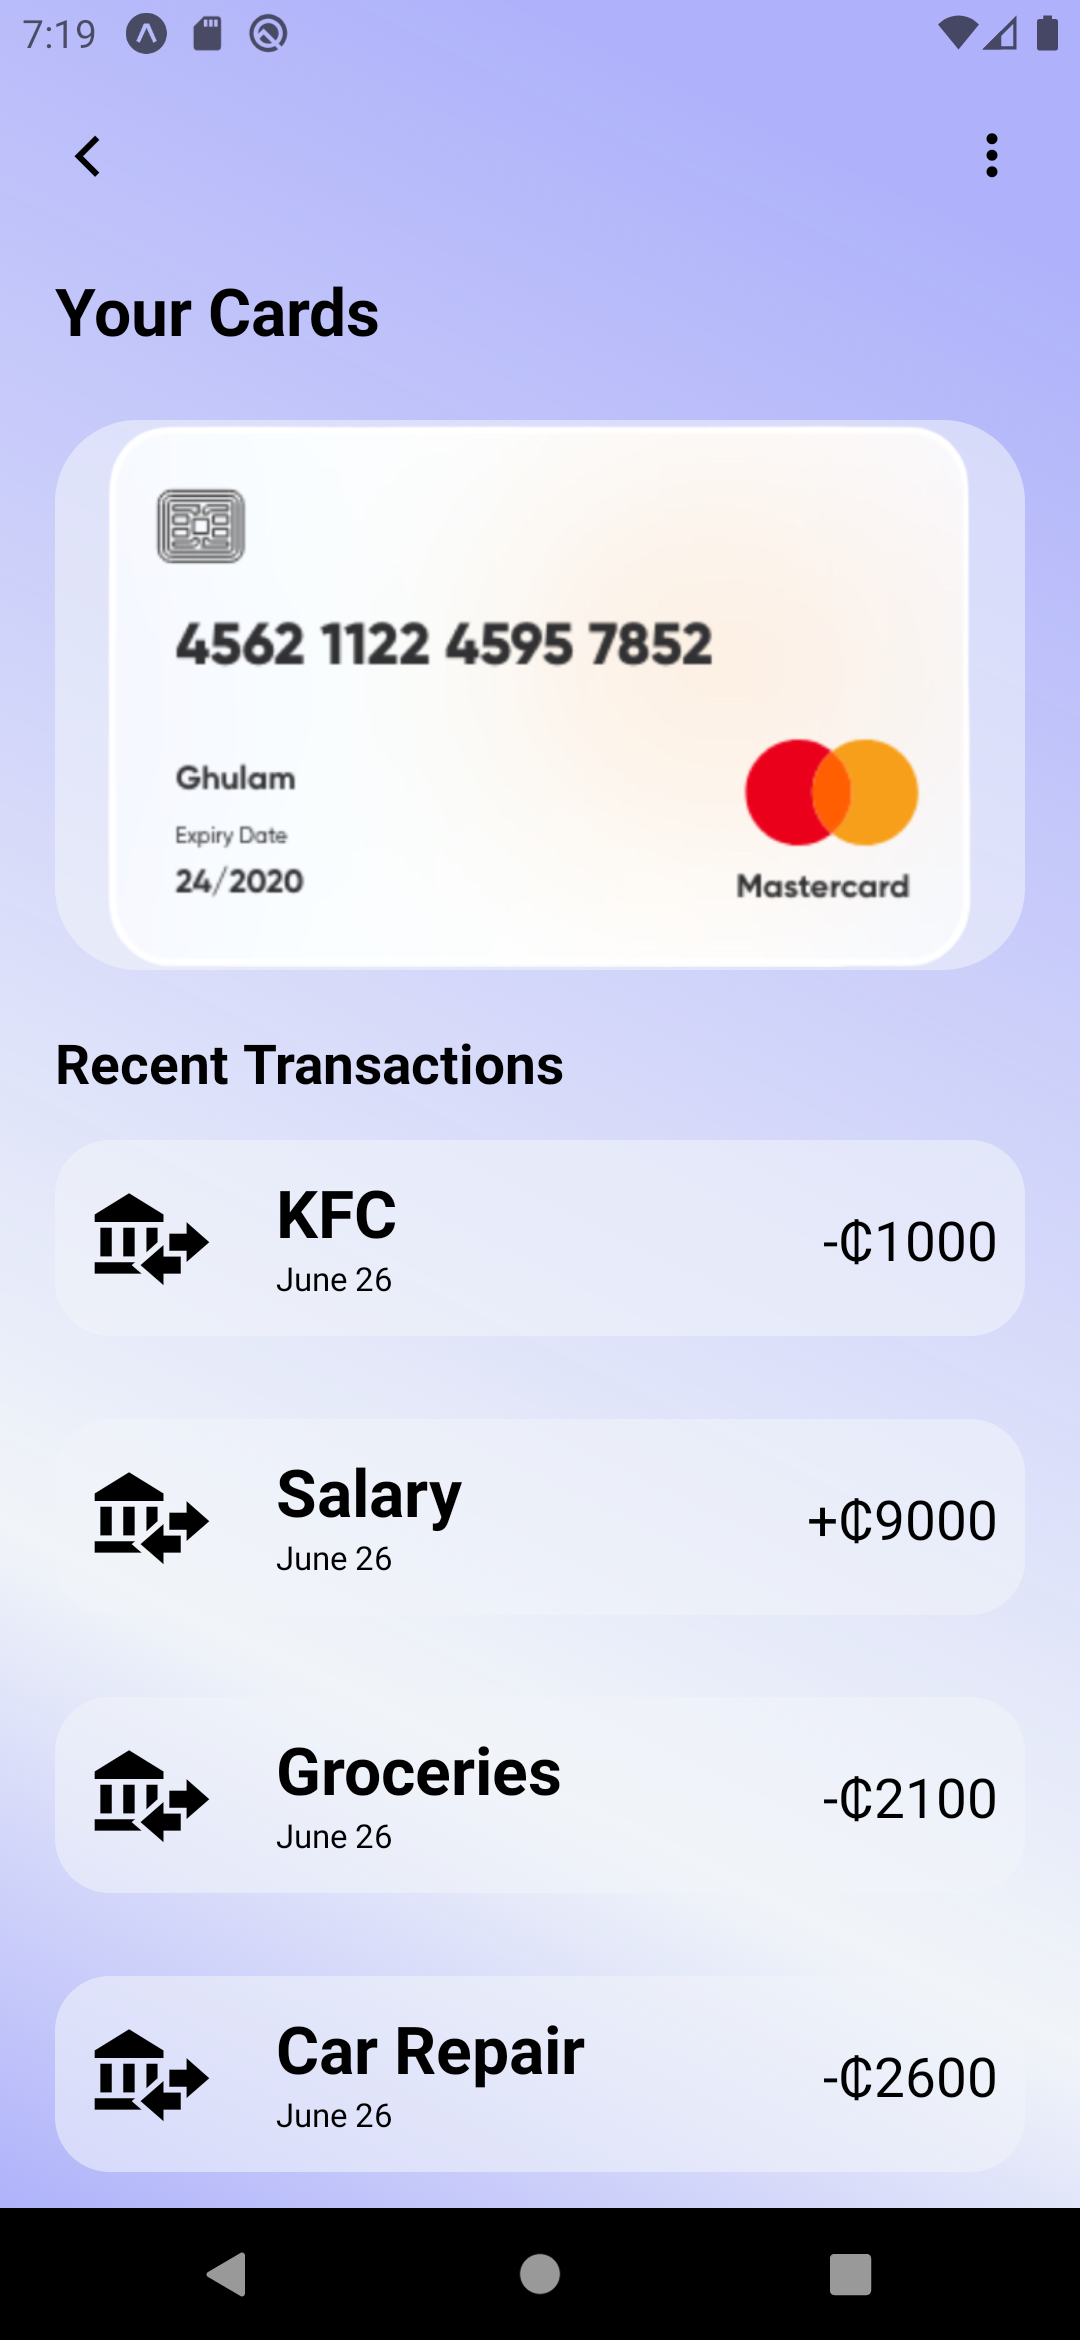 7:19
Your Cards
4562 1122 4595 7852
Ghulam
Expiry Date
24/2020
Mastercard
Recent Transactions
KFC
June 26
-₵1000
Salary
June 26
+₵9000
Groceries
June 26
-₵2100
Car Repair
June 26
-₵2600